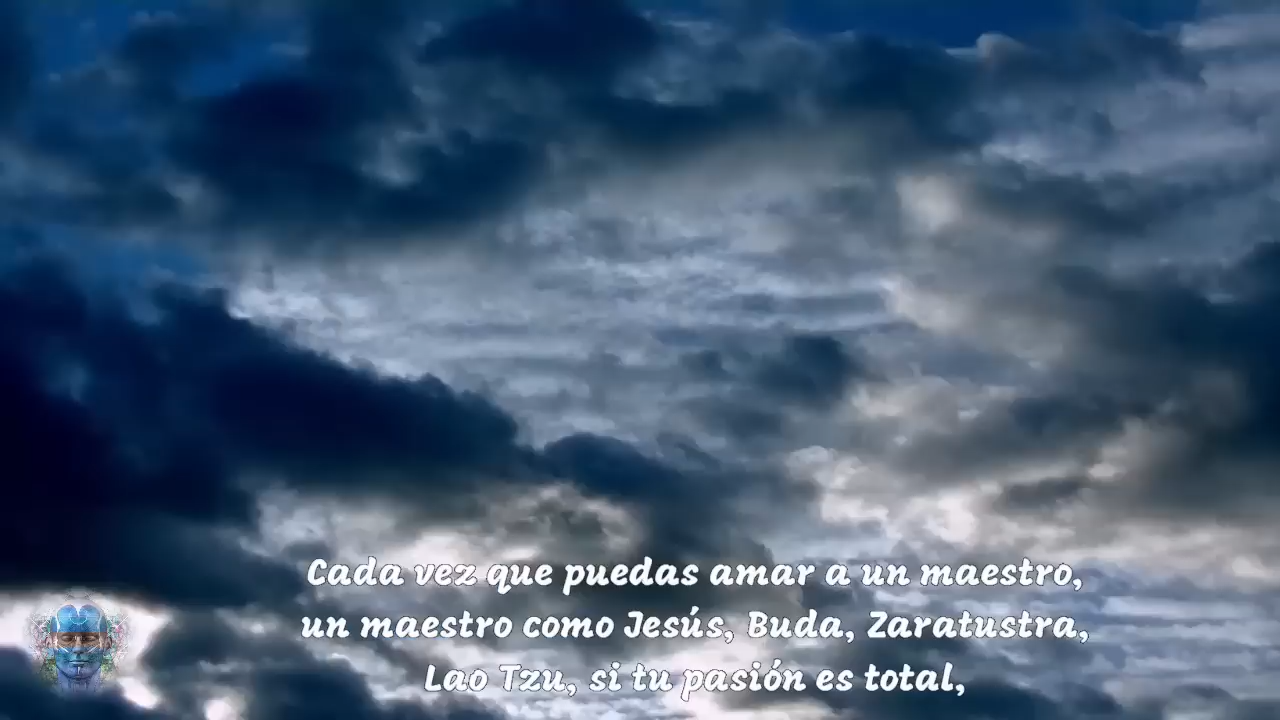 Cada vez que puedas amar a un maestro,
un maestro como Jesús, Buda, Zaratustra,
Lao Tzu, si tu pasión es total,